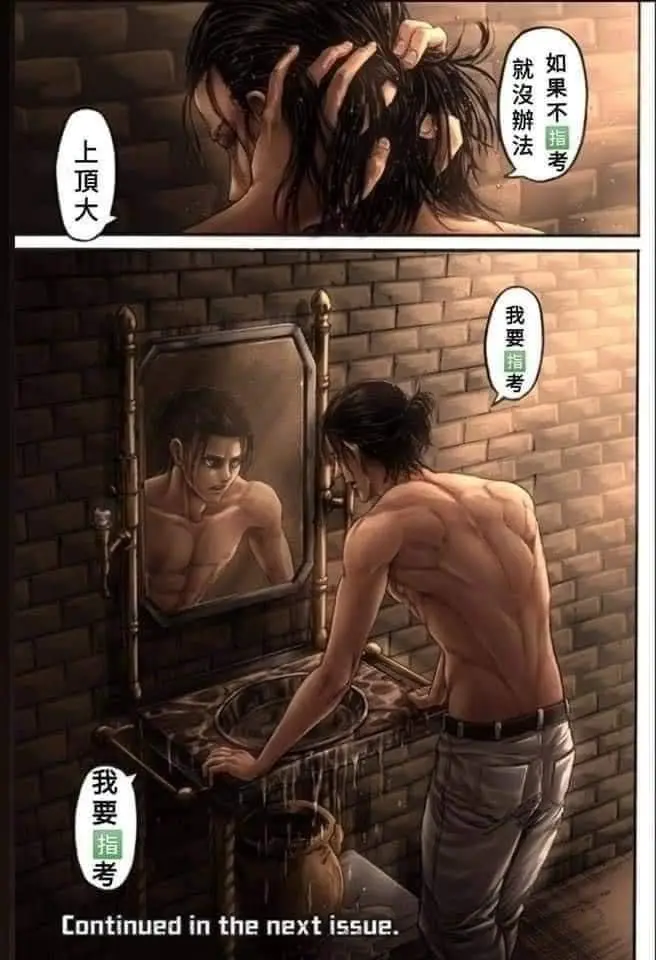 如果不指考
就沒辦法
上頂大
我要指考
我要指考
Continued in the next issue.